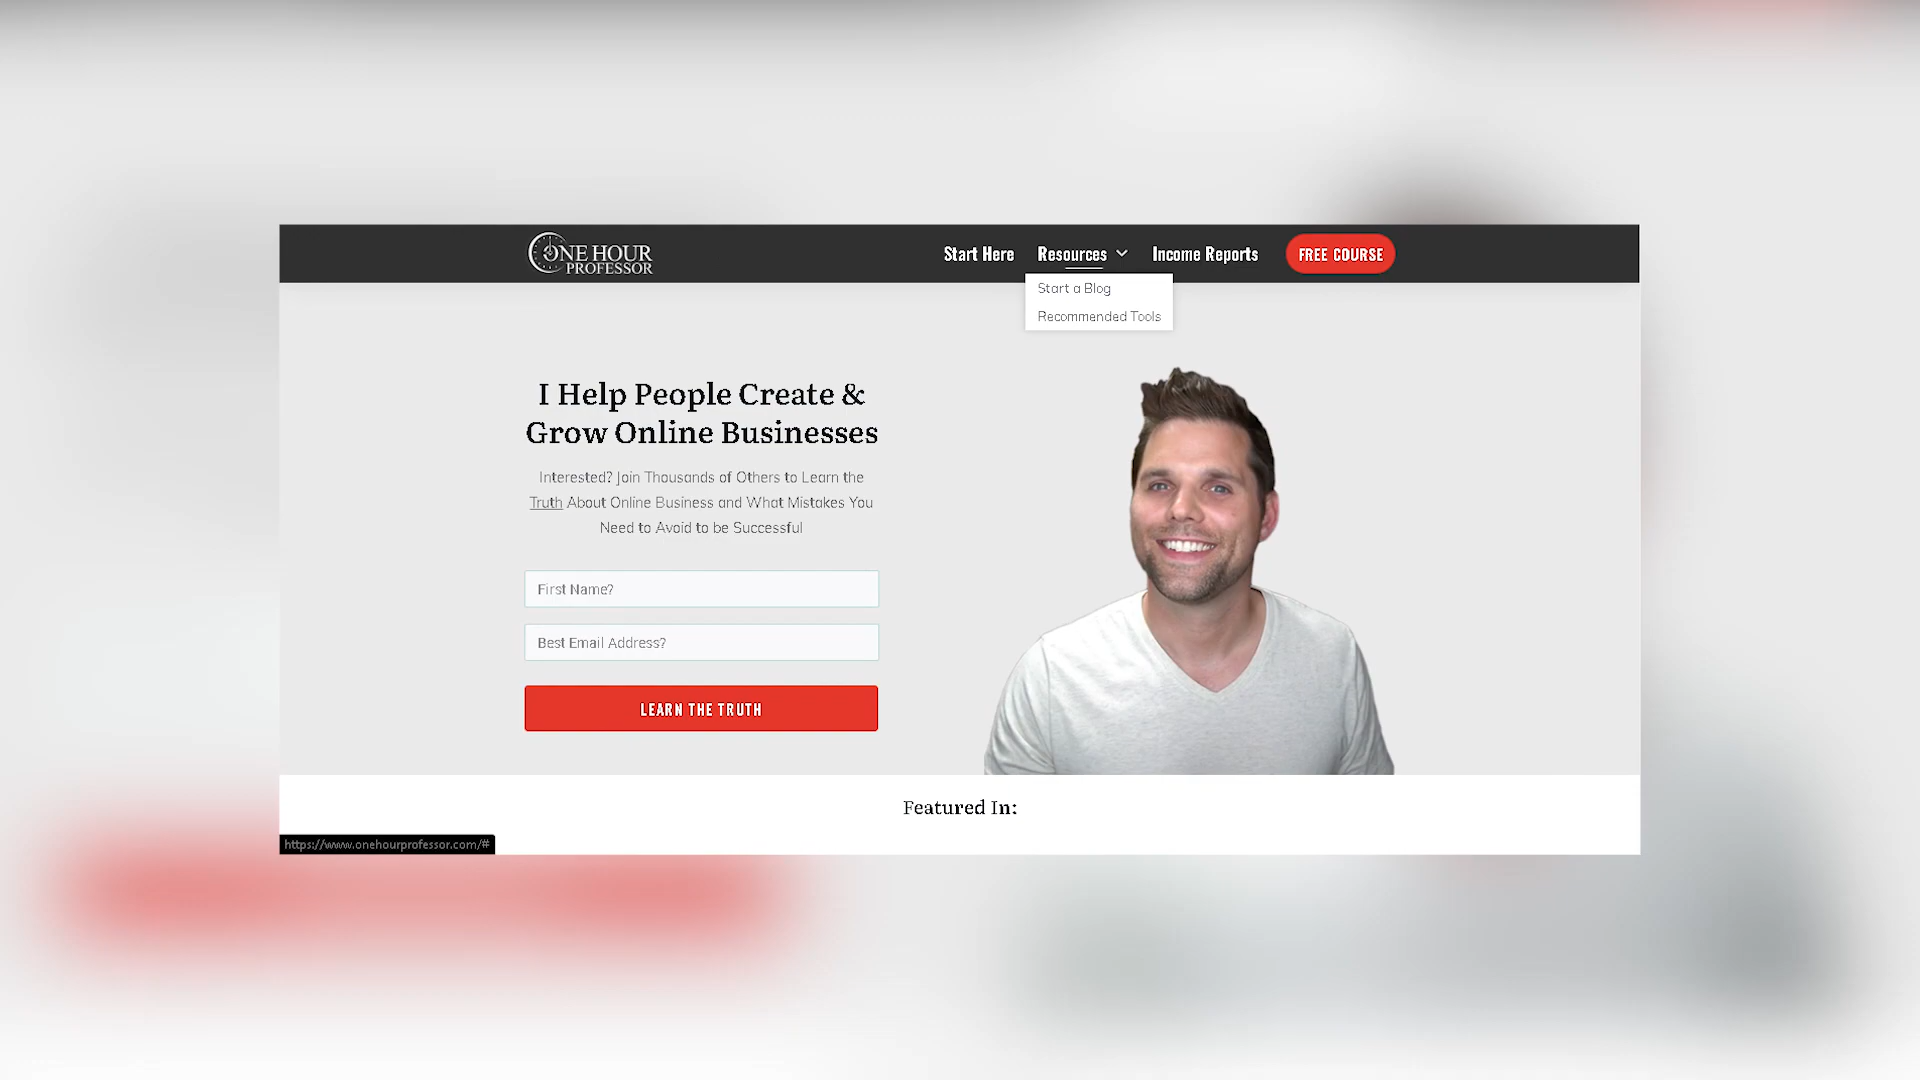 ONE HOUR
PROFESSOR
Start Here
Resources
Income Reports
FREE COURSE
Start a Blog
Recommended Tools
I Help People Create &
Grow Online Businesses
Interested? Join Thousands of Others to Learn the
Truth About Online Business and What Mistakes You
Need to Avoid to be Successful
First Name?
Best Email Address?
LEARN THE TRUTH
Featured In:
https://www.onehourprofessor.com/#